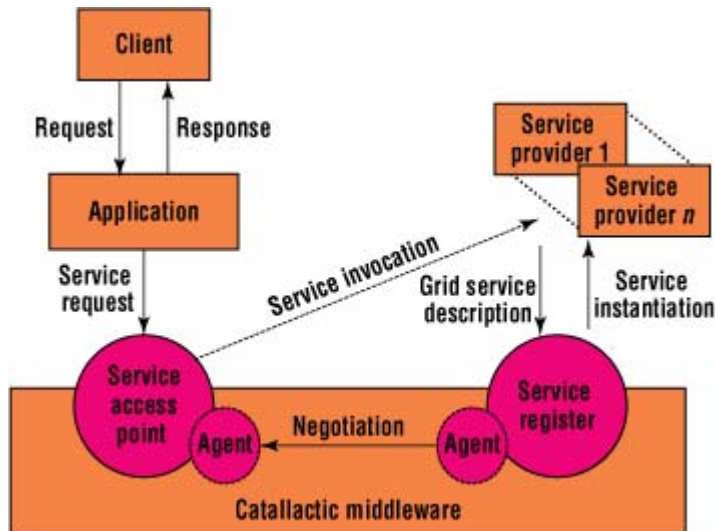 Client
Request
Response
Application
Service
request
Service invocation
Service
provider 1
Service
provider n
Grid service
description
Service
instantiation
Service
access
point
Agent
Negotiation
Agent
Service
register
Catallactic middleware